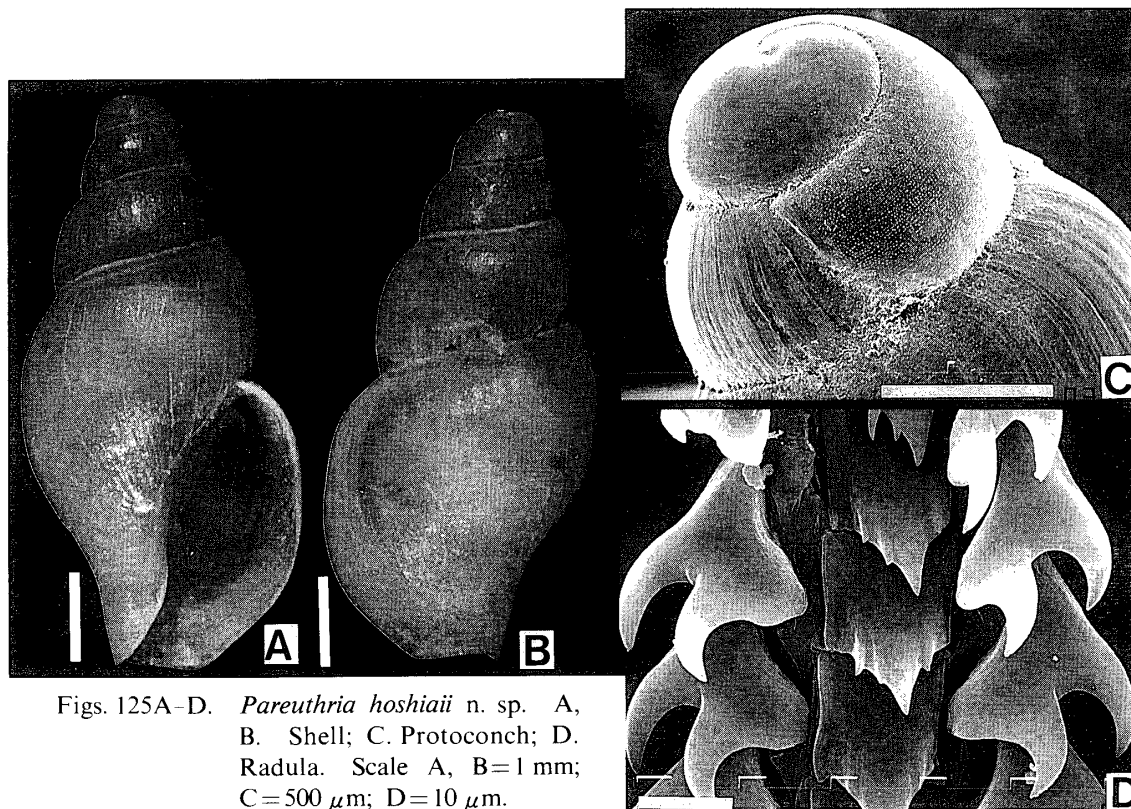 A
B
C
D
Figs. 125A–D. Pareuthria hoshiaii n. sp. A,
B. Shell; C. Protoconch; D.
Radula. Scale A, B=1 mm;
C=500 μm; D=10 μm.